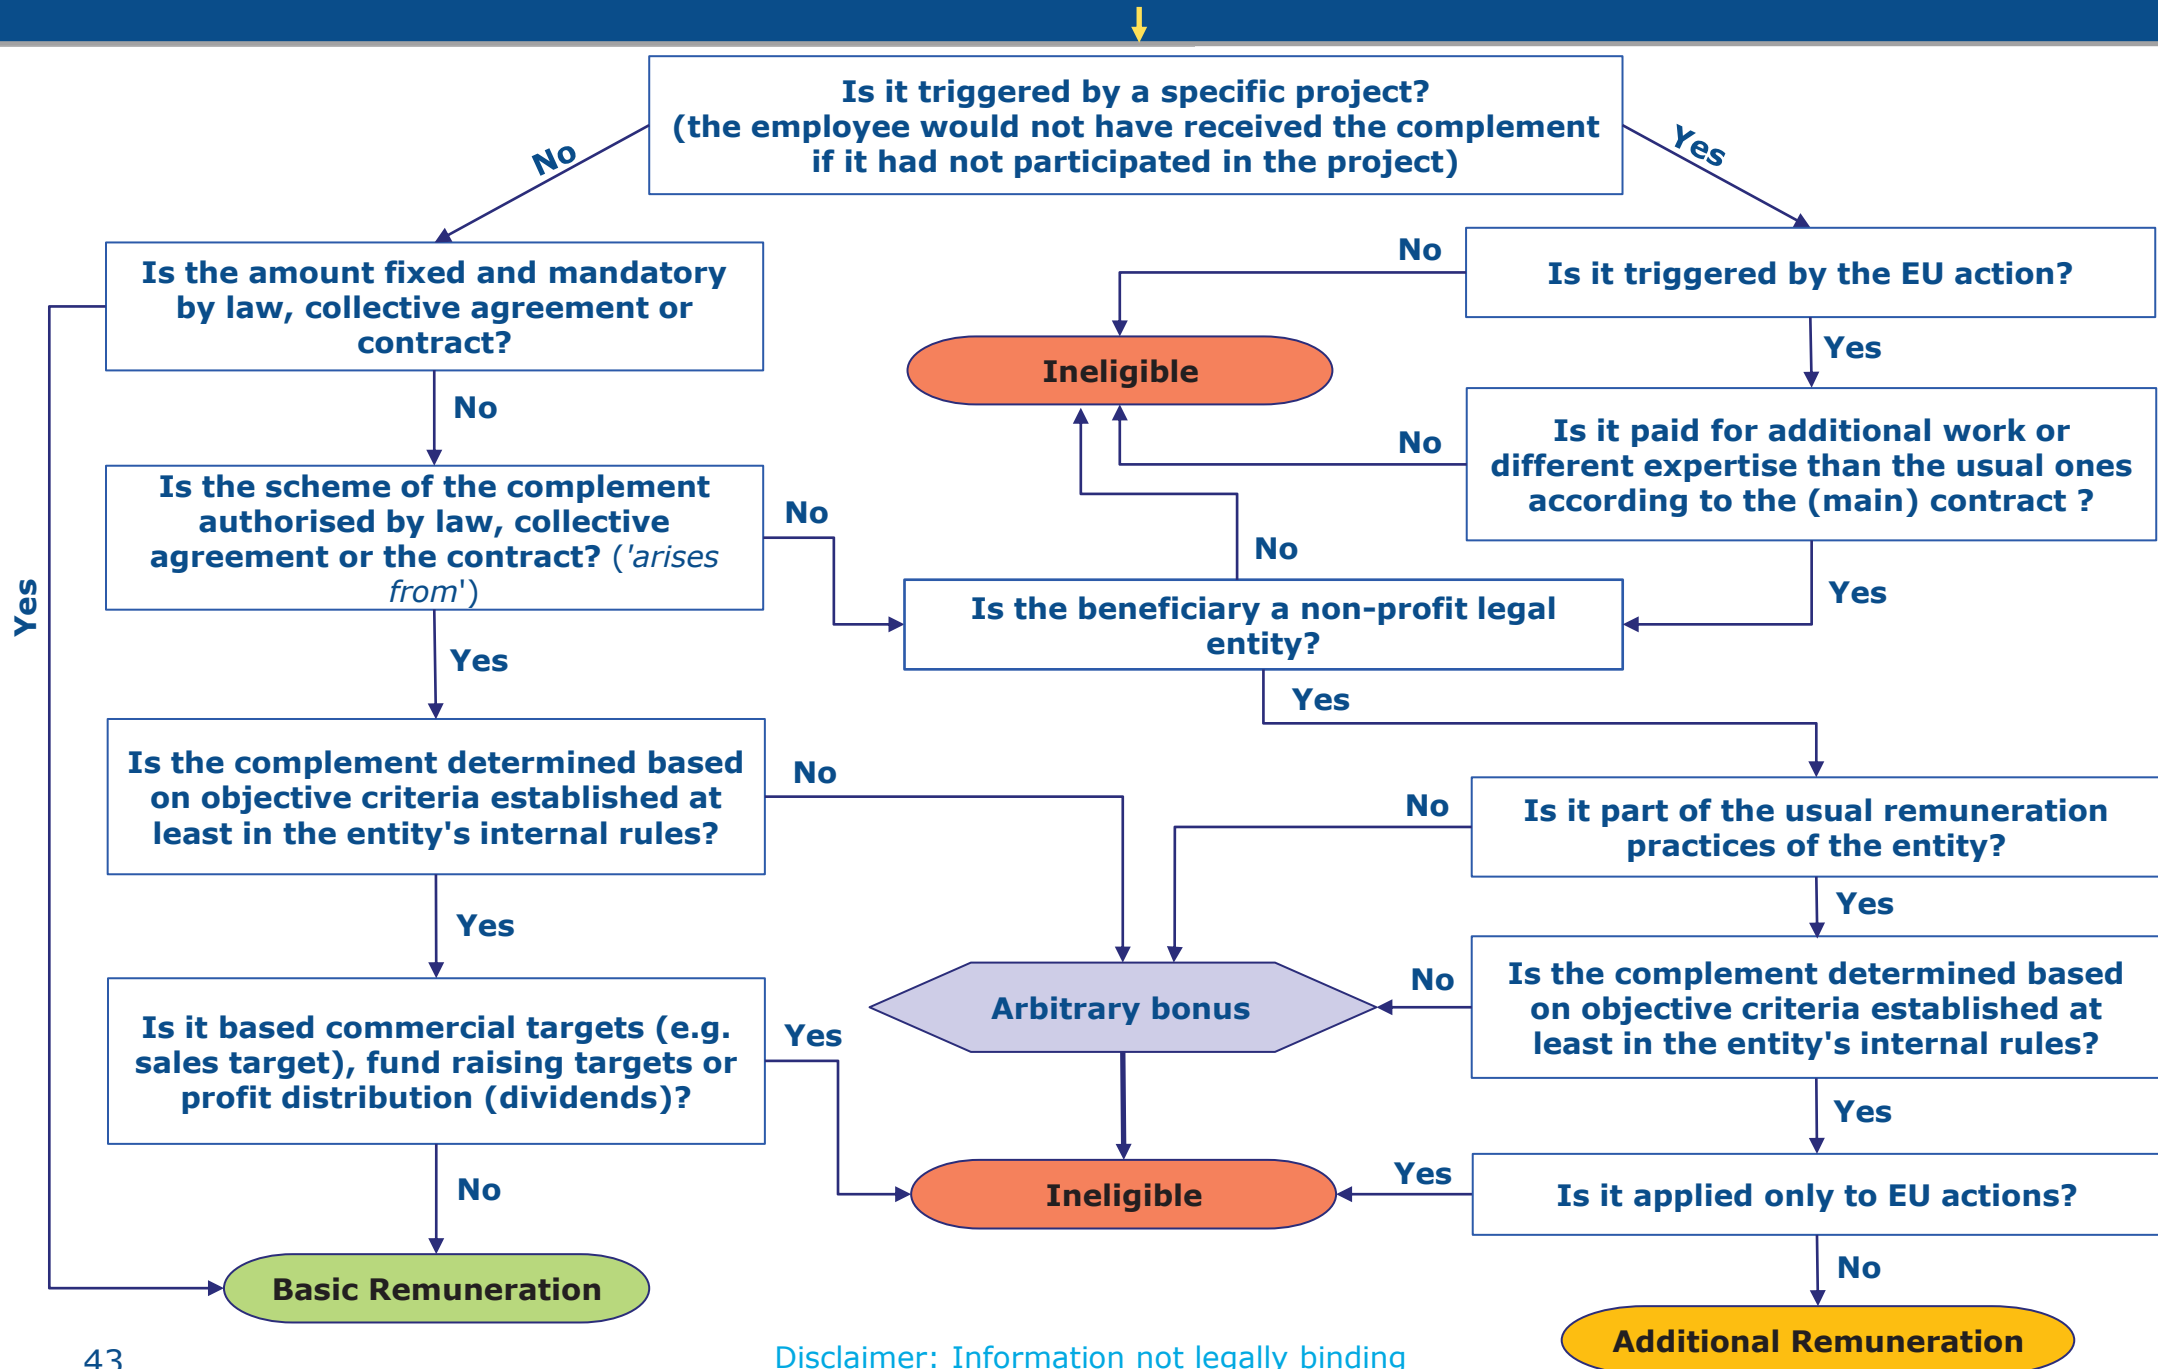 Is it triggered by a specific project?
(the employee would not have received the complement
if it had not participated in the project)
No
Yes
Is the amount fixed and mandatory
by law, collective agreement or
contract?
No
Is it triggered by the EU action?
Ineligible
Yes
No
No
Is it paid for additional work or
different expertise than the usual ones
according to the (main) contract ?
Is the scheme of the complement
authorised by law, collective
agreement or the contract? ('arises
from')
No
No
Yes
Yes
Is the beneficiary a non-profit legal
entity?
Yes
Yes
Is the complement determined based
on objective criteria established at
least in the entity's internal rules?
No
No
Is it part of the usual remuneration
practices of the entity?
Yes
Yes
Is it based commercial targets (e.g.
sales target), fund raising targets or
profit distribution (dividends)?
Yes
Arbitrary bonus
No
Is the complement determined based
on objective criteria established at
least in the entity's internal rules?
Yes
No
Ineligible
Yes
Is it applied only to EU actions?
Basic Remuneration
No
Additional Remuneration
43
Disclaimer: Information not legally binding